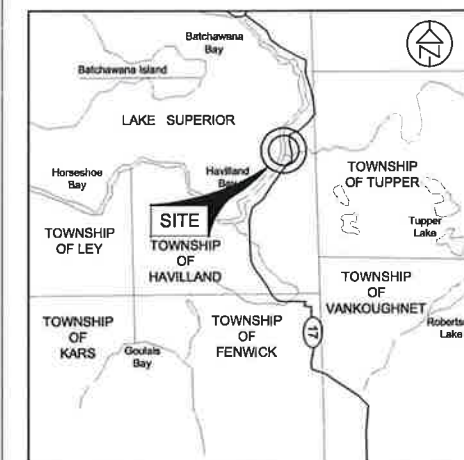 Batchawana
Bay
Batchawana Island
N
LAKE SUPERIOR
Horseshoe
Bay
Havilland
Bay
TOWNSHIP
OF TUPPER
SITE
TOWNSHIP
OF LEY
TOWNSHIP
OF
HAVILLAND
Tupper
Lake
TOWNSHIP
OF
VANKOUGHNET
TOWNSHIP
OF
KARS
Goulais
Bay
TOWNSHIP
OF
FENWICK
17
Lake